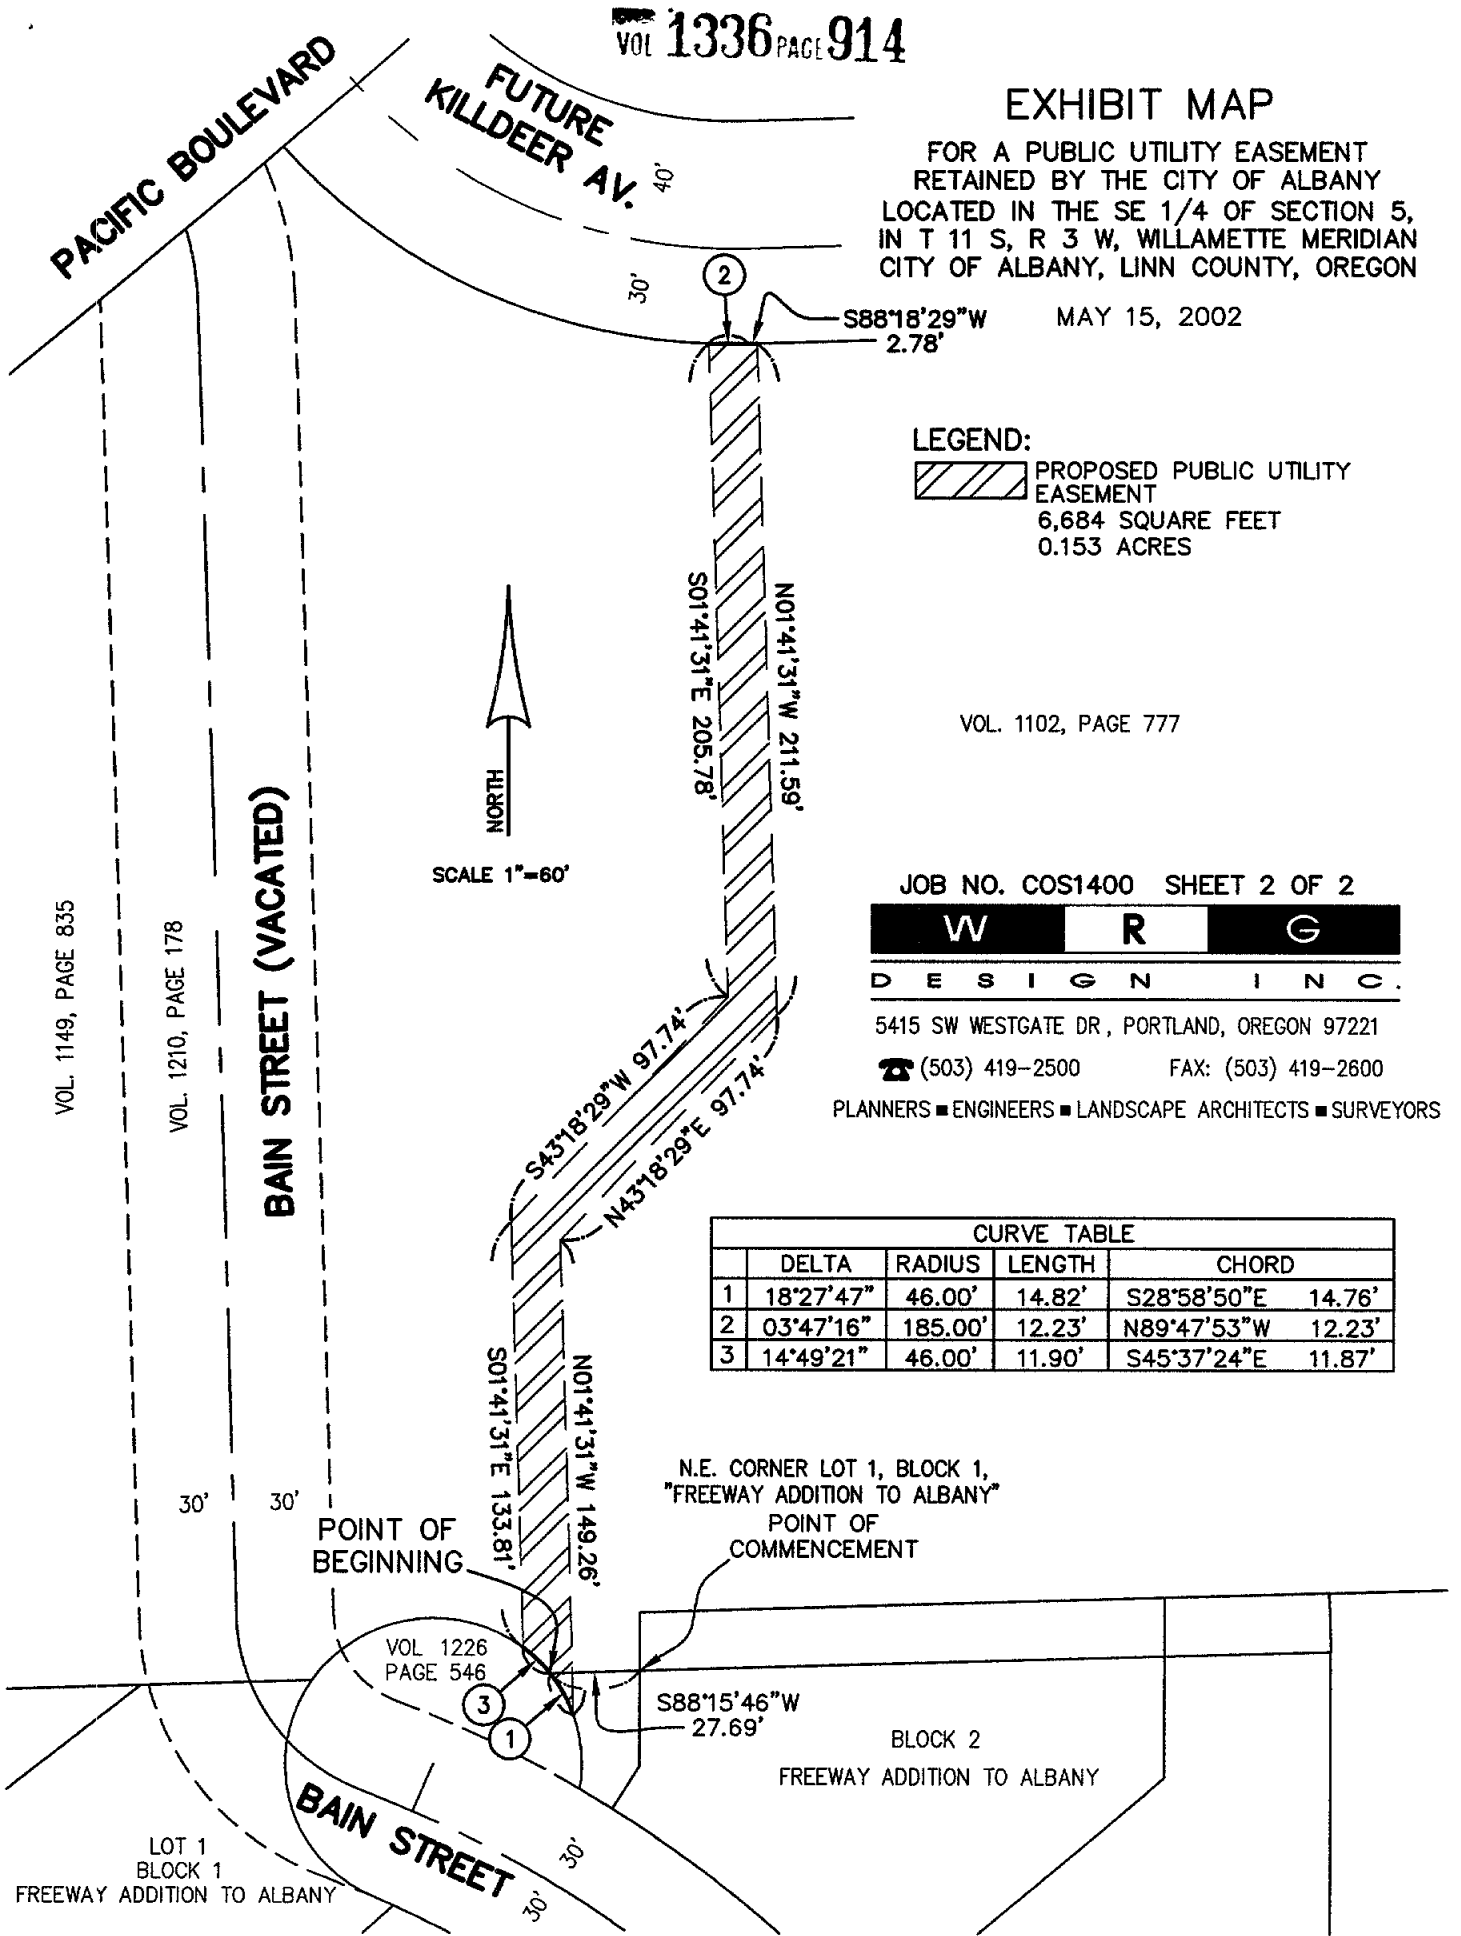 VOL 1336 PAGE 914
EXHIBIT MAP
FOR A PUBLIC UTILITY EASEMENT
RETAINED BY THE CITY OF ALBANY
LOCATED IN THE SE 1/4 OF SECTION 5,
IN T 11 S, R 3 W, WILLAMETTE MERIDIAN
CITY OF ALBANY, LINN COUNTY, OREGON
MAY 15, 2002
PACIFIC BOULEVARD
FUTURE
KILLDEER AV.
40'
30'
2
S88°18'29"W
2.78'
LEGEND:
PROPOSED PUBLIC UTILITY
EASEMENT
6,684 SQUARE FEET
0.153 ACRES
S01°41'31"E 205.78'
N01°41'31"W 211.59'
VOL. 1102, PAGE 777
NORTH
SCALE 1"=60'
VOL. 1149, PAGE 835
VOL. 1210, PAGE 178
BAIN STREET (VACATED)
JOB NO. COS1400 SHEET 2 OF 2
W R G
DESIGN INC.
5415 SW WESTGATE DR, PORTLAND, OREGON 97221
☎ (503) 419-2500 FAX: (503) 419-2600
PLANNERS ■ ENGINEERS ■ LANDSCAPE ARCHITECTS ■ SURVEYORS
S43°18'29"W 97.74'
N43°18'29"E 97.74'
CURVE TABLE
DELTA RADIUS LENGTH CHORD
1 18°27'47" 46.00' 14.82' S28°58'50"E 14.76'
2 03°47'16" 185.00' 12.23' N89°47'53"W 12.23'
3 14°49'21" 46.00' 11.90' S45°37'24"E 11.87'
S01°41'31"E 133.81'
N01°41'31"W 149.26'
N.E. CORNER LOT 1, BLOCK 1,
"FREEWAY ADDITION TO ALBANY"
POINT OF
COMMENCEMENT
30'
30'
POINT OF
BEGINNING
VOL 1226
PAGE 546
3
1
S88°15'46"W
27.69'
BLOCK 2
FREEWAY ADDITION TO ALBANY
BAIN STREET
30'
30'
LOT 1
BLOCK 1
FREEWAY ADDITION TO ALBANY